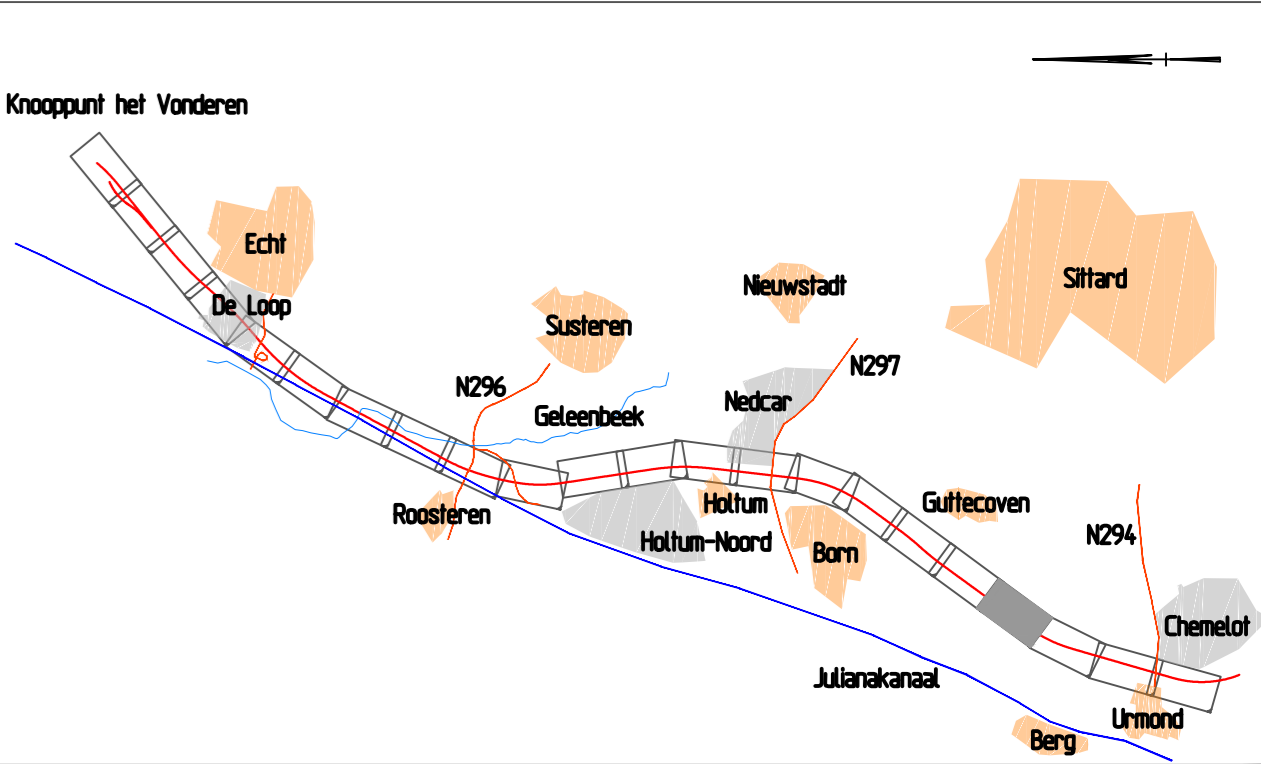 Knooppunt het Vonderen
Echt
De Loop
Nieuwstadt
Sittard
Susteren
N297
N296
Nedcar
Geleenbeek
Roosteren
Holtum
Guttecoven
Holtum-Noord
Born
N294
Chemelot
Julianakanaal
Urmond
Berg